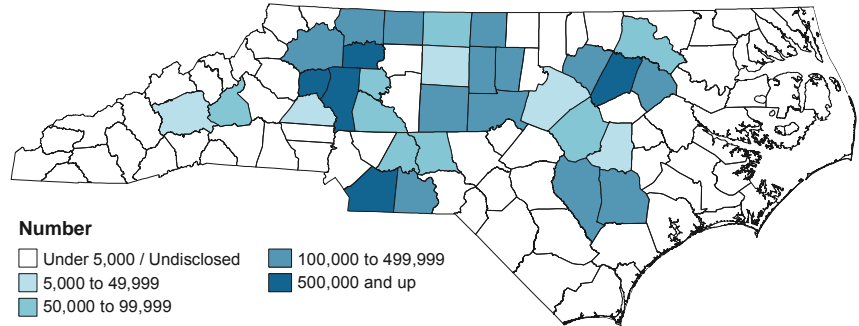 Number
Under 5,000 / Undisclosed
5,000 to 49,999
50,000 to 99,999
100,000 to 499,999
500,000 and up